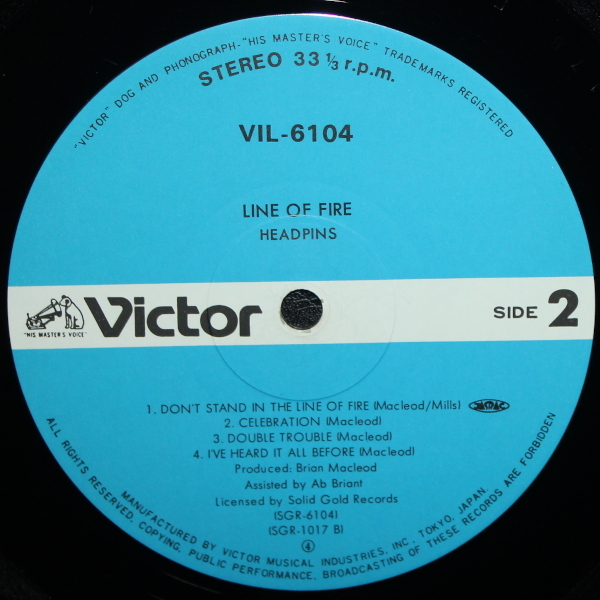 "VICTOR" DOG AND PHONOGRAPH-"HIS MASTER'S VOICE" TRADEMARKS REGISTERED
STEREO 33 1/3 r.p.m.
VIL-6104
LINE OF FIRE
HEADPINS
"HIS MASTER'S VOICE"
Victor
SIDE 2
1. DON'T STAND IN THE LINE OF FIRE (Macleod/Mills)
2. CELEBRATION (Macleod)
3. DOUBLE TROUBLE (Macleod)
4. I'VE HEARD IT ALL BEFORE (Macleod)
Produced: Brian Macleod
Assisted by Ab Briant
Licensed by Solid Gold Records
(SGR-6104)
(SGR-1017 B)
④
MANUFACTURED BY VICTOR MUSICAL INDUSTRIES, INC., TOKYO, JAPAN.
ALL RIGHTS RESERVED. COPYING, PUBLIC PERFORMANCE, BROADCASTING OF THESE RECORDS ARE FORBIDDEN